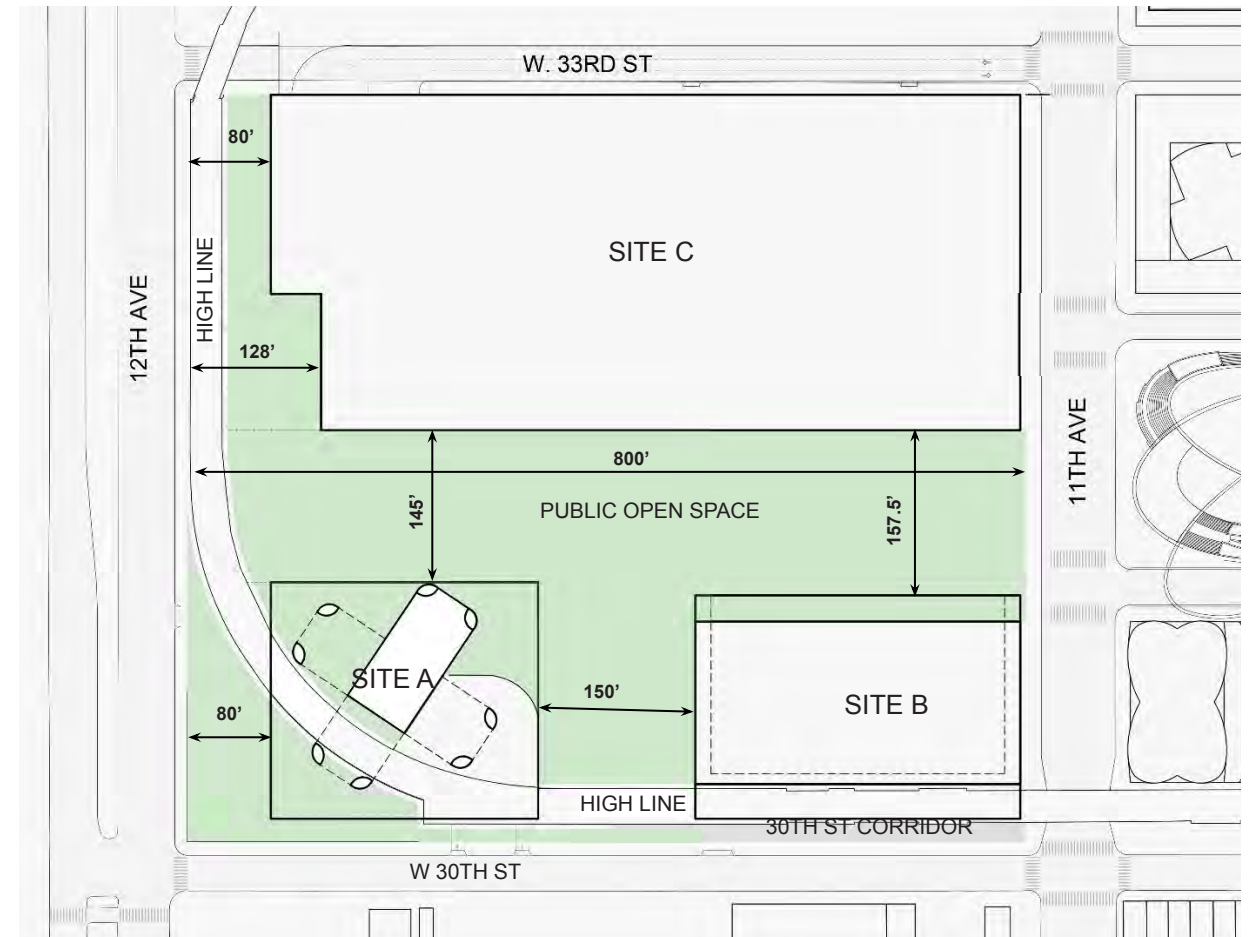 W. 33RD ST
80’
SITE C
HIGH LINE
12TH AVE
128’
11TH AVE
800’
145’
PUBLIC OPEN SPACE
157.5’
SITE A
150’
SITE B
80’
HIGH LINE
30TH ST CORRIDOR
W 30TH ST